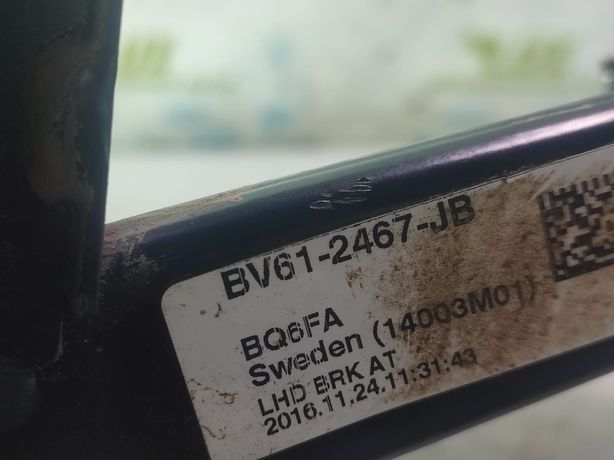 BV61-2467-JB
BQ6FA
Sweden (14003M01)
LHD BRK AT
2016.11.24.11:31:43